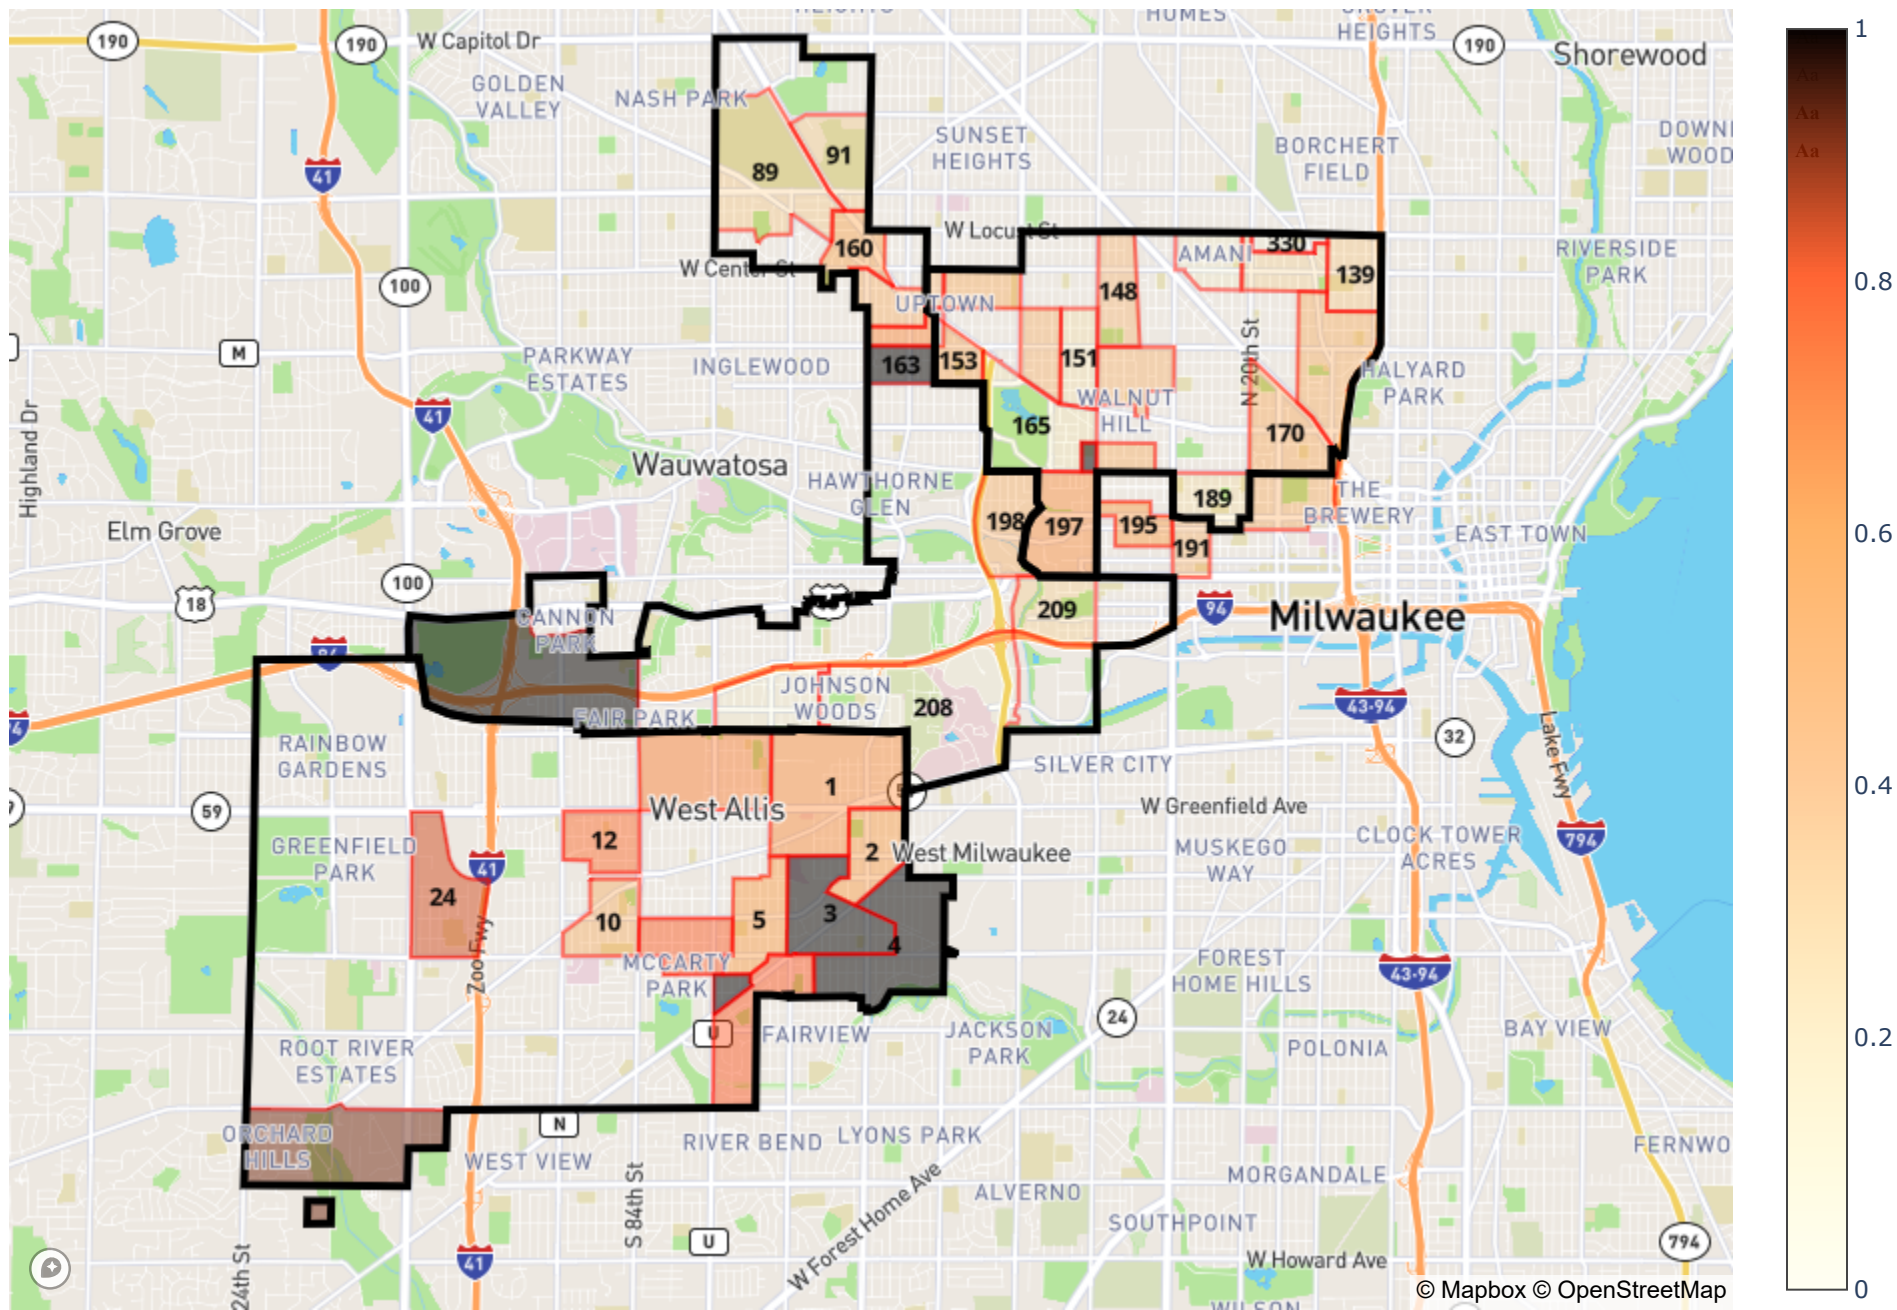 190
190
W Capitol Dr
HEIGHTS
HOMES
GROVER
HEIGHTS
190
Shorewood
GOLDEN
VALLEY
NASH PARK
SUNSET
HEIGHTS
BORCHERT
FIELD
41
89
91
W Locust St
AMANI
330
139
RIVERSIDE
PARK
160
W Center St
100
UPTOWN
148
M
PARKWAY
ESTATES
INGLEWOOD
163
153
151
N 20th St
HALYARD
PARK
WALNUT
HILL
Highland Dr
41
165
170
Wauwatosa
HAWTHORNE
GLEN
189
THE
BREWERY
Elm Grove
198
197
195
191
EAST TOWN
100
18
CANNON
PARK
209
94
Milwaukee
JOHNSON
WOODS
208
FAIR PARK
43-94
32
Lake Fwy
RAINBOW
GARDENS
SILVER CITY
59
West Allis
1
W Greenfield Ave
GREENFIELD
PARK
12
2
West Milwaukee
MUSKEGO
WAY
CLOCK TOWER
ACRES
794
41
24
10
5
3
4
Zoo Fwy
MCCARTY
PARK
FOREST
HOME HILLS
43-94
U
FAIRVIEW
JACKSON
PARK
24
BAY VIEW
ROOT RIVER
ESTATES
POLONIA
ORCHARD
HILLS
N
WEST VIEW
RIVER BEND
LYONS PARK
FERNWO
MORGANDALE
S 84th St
ALVERNO
W Forest Home Ave
SOUTHPOINT
U
W Howard Ave
794
41
24th St
WILSON
© Mapbox © OpenStreetMap
1
Aa
Aa
Aa
0.8
0.6
0.4
0.2
0